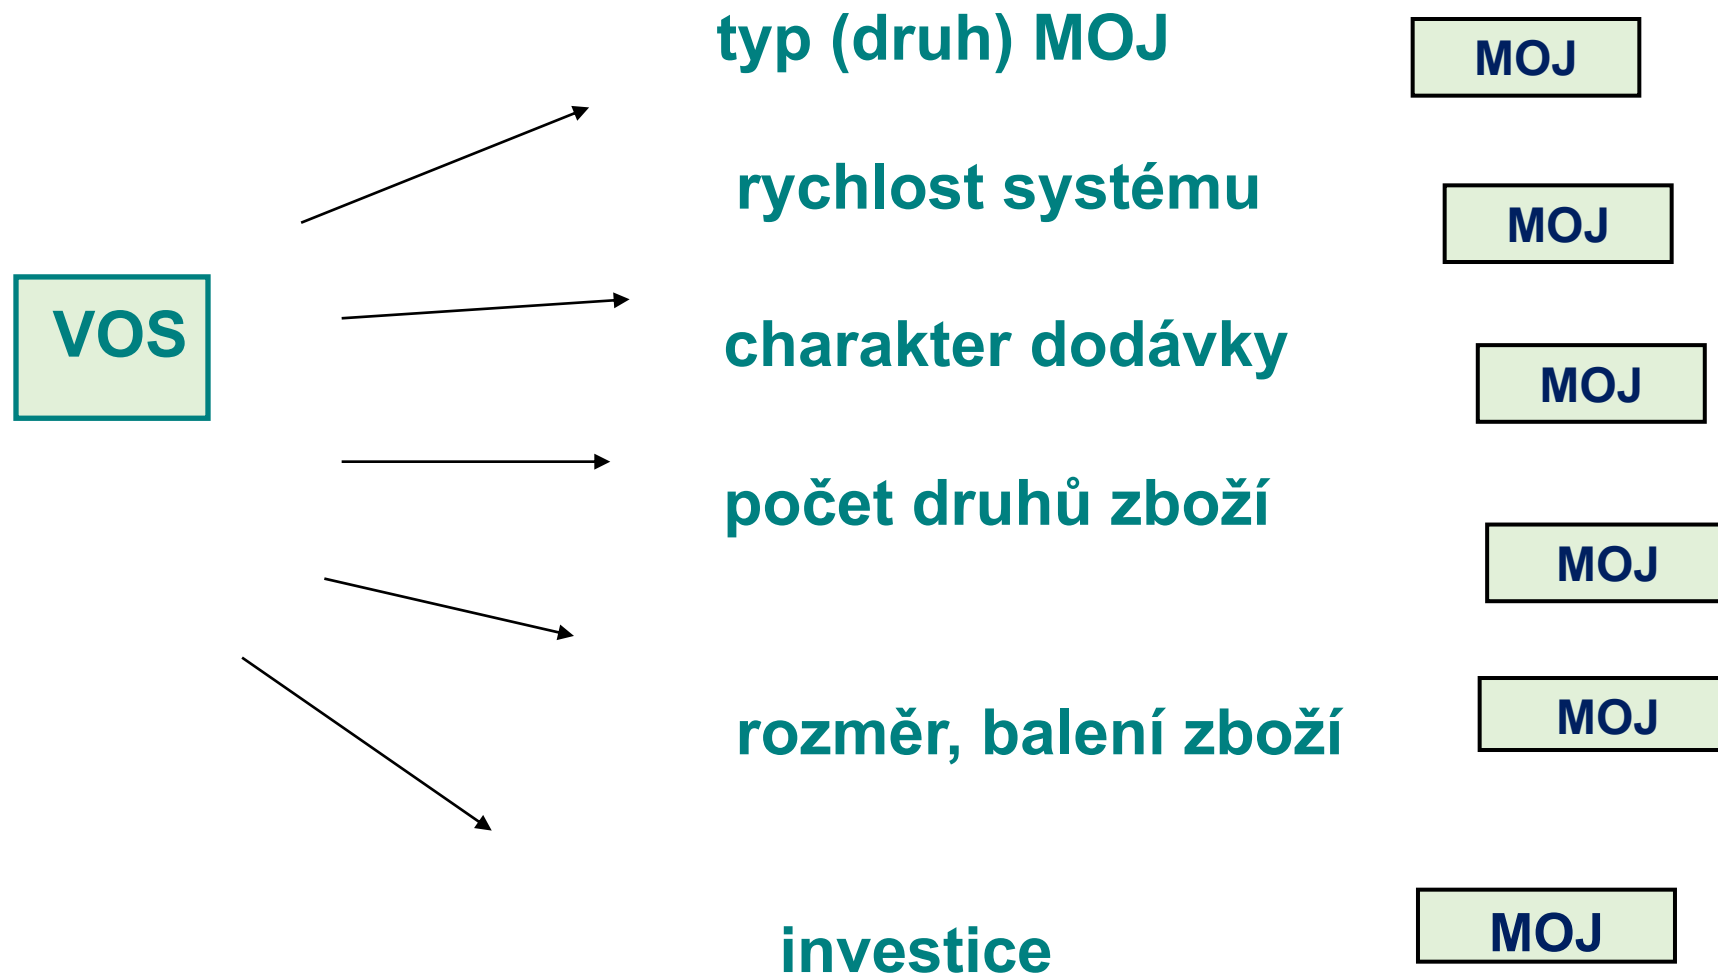 typ (druh) MOJ
MOJ
rychlost systému
MOJ
VOS
charakter dodávky
MOJ
počet druhů zboží
MOJ
rozměr, balení zboží
MOJ
investice
MOJ